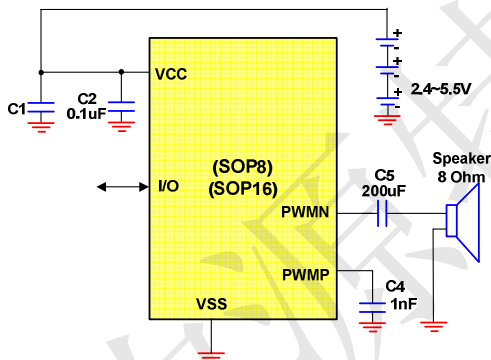 VCC
+
-
+
-
+
-
2.4~5.5V
C1
C2
0.1uF
(SOP8)
(SOP16)
I/O
C5
200uF
Speaker
8 Ohm
PWMN
PWMP
C4
1nF
VSS
源